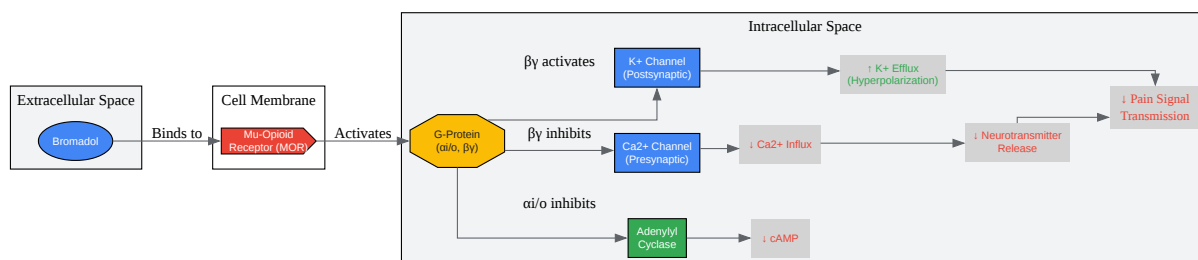 Intracellular Space
Extracellular Space
Cell Membrane
Bromadol
Binds to
Mu-Opioid
Receptor (MOR)
Activates
G-Protein
(αi/o, βγ)
βγ activates
K+ Channel
(Postsynaptic)
↑ K+ Efflux
(Hyperpolarization)
βγ inhibits
Ca2+ Channel
(Presynaptic)
↓ Ca2+ Influx
↓ Neurotransmitter
Release
↓ Pain Signal
Transmission
αi/o inhibits
Adenylyl
Cyclase
↓ cAMP